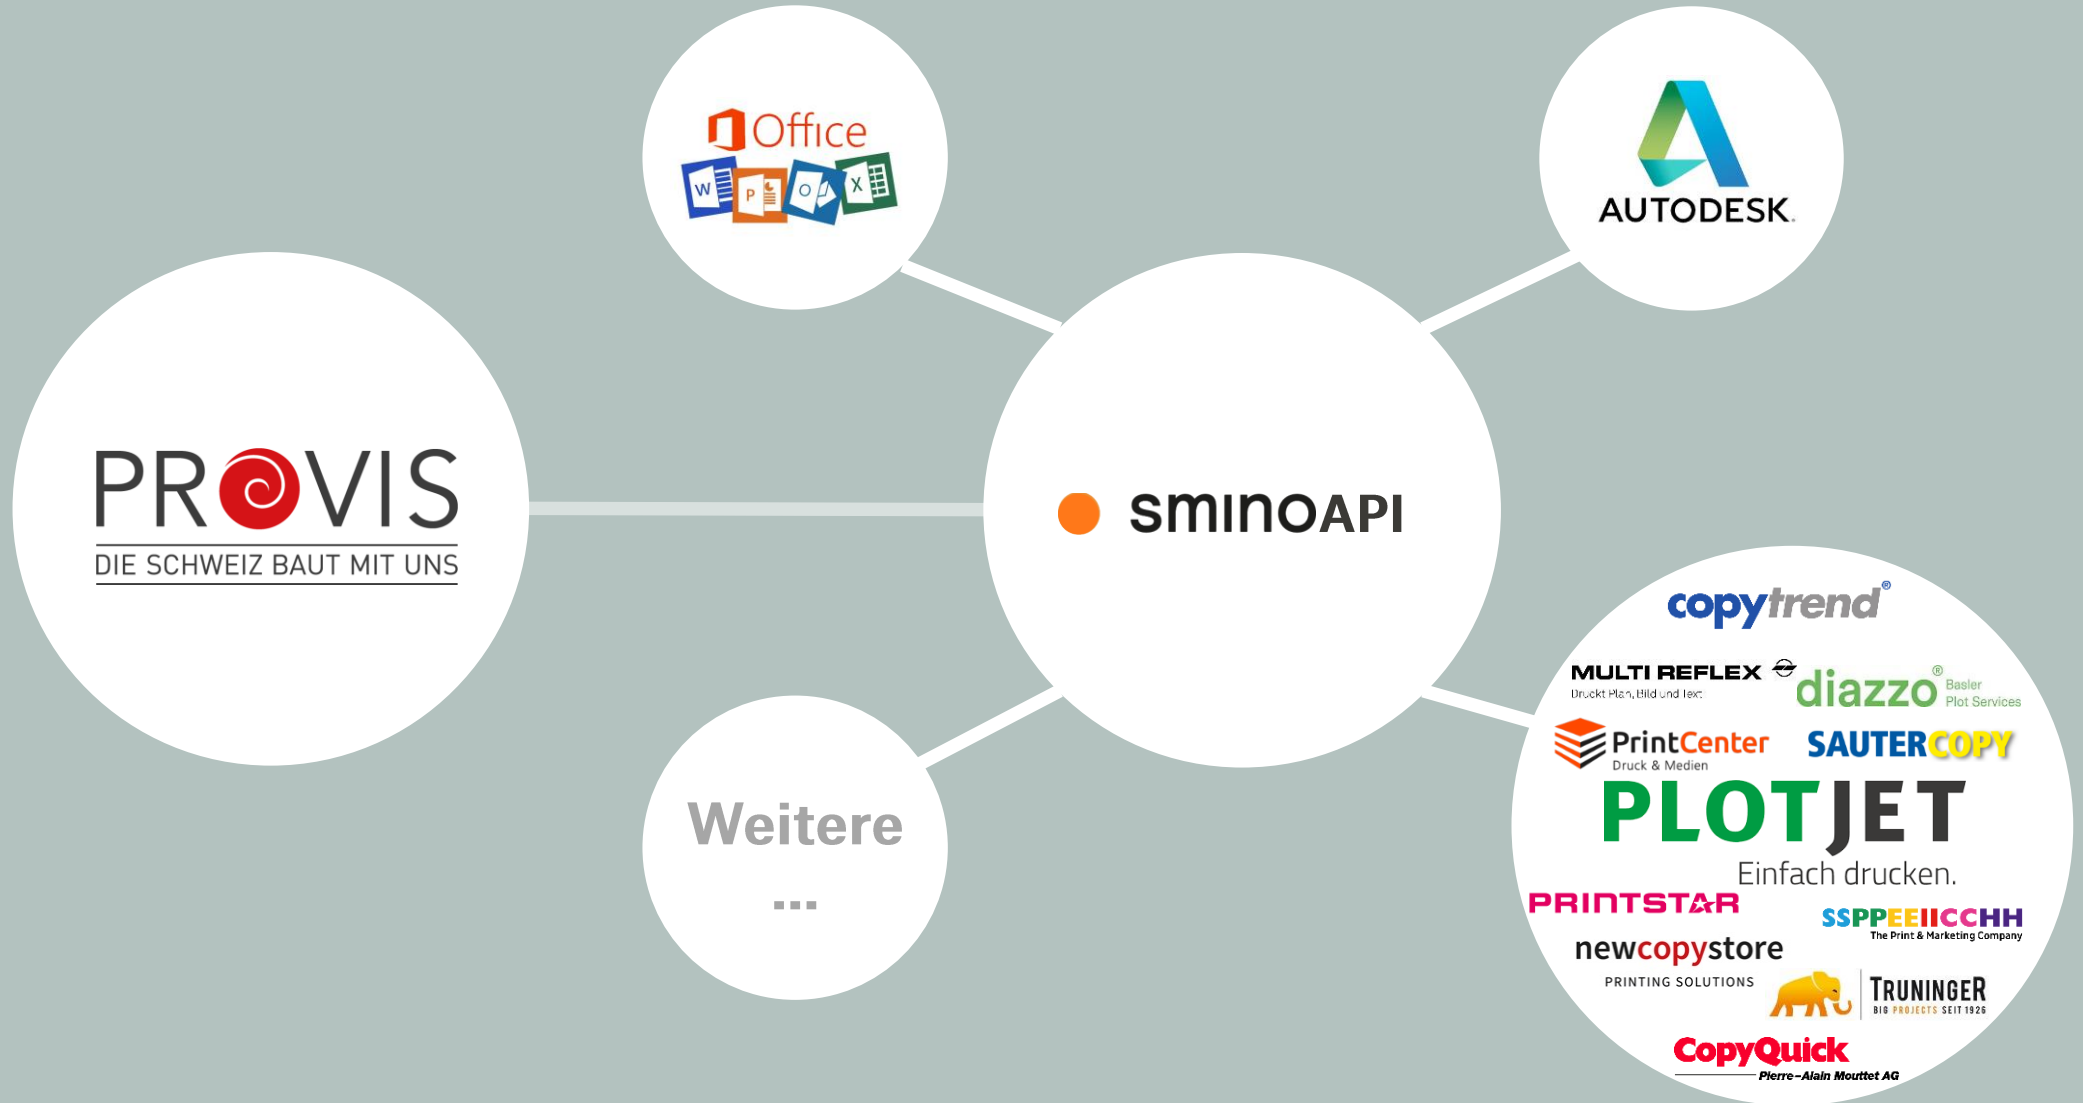 Office
W P O X
AUTODESK.
PROVIS
DIE SCHWEIZ BAUT MIT UNS
sminoAPI
Weitere
...
copytrend®
MULTI REFLEX
Druckt Plan, Bild und Text
diazzo®
Basler
Plot Services
PrintCenter
Druck & Medien
SAUTERCOPY
PLOTJET
Einfach drucken.
PRINTSTAR
SSPPEEIICCHH
The Print & Marketing Company
newcopystore
PRINTING SOLUTIONS
TRUNINGER
BIG PROJECTS SEIT 1926
CopyQuick
Pierre-Alain Mouttet AG